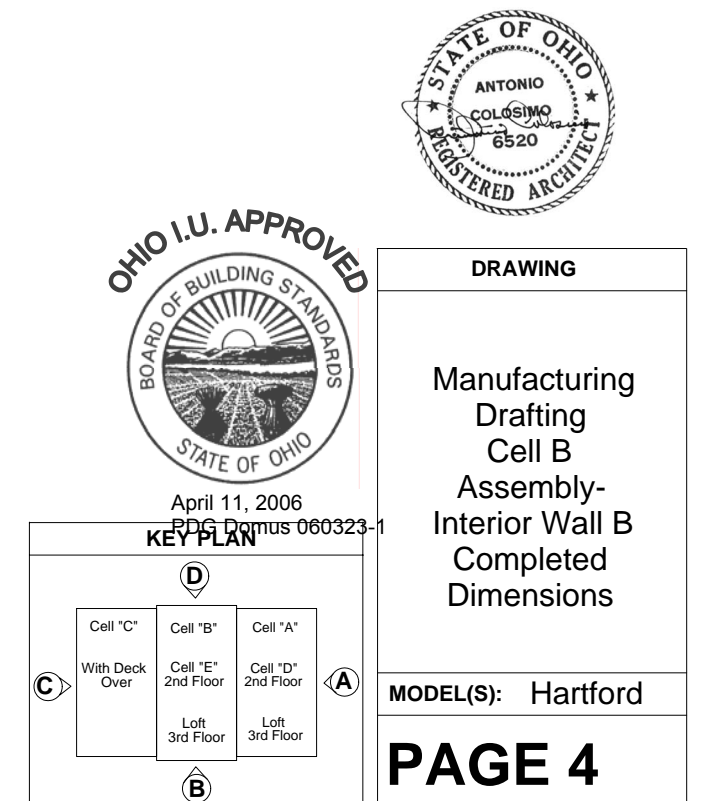 STATE OF OHIO
ANTONIO
COLOSIMO
6520
REGISTERED ARCHITECT
OHIO I.U. APPROVED
BOARD OF BUILDING STANDARDS
STATE OF OHIO
April 11, 2006
PDG Domus 060323-1
KEY PLAN
D
Cell "C"
Cell "B"
Cell "A"
With Deck
Over
Cell "E"
2nd Floor
Cell "D"
2nd Floor
C
A
Loft
3rd Floor
Loft
3rd Floor
B
DRAWING
Manufacturing
Drafting
Cell B
Assembly-
Interior Wall B
Completed
Dimensions
MODEL(S): Hartford
PAGE 4